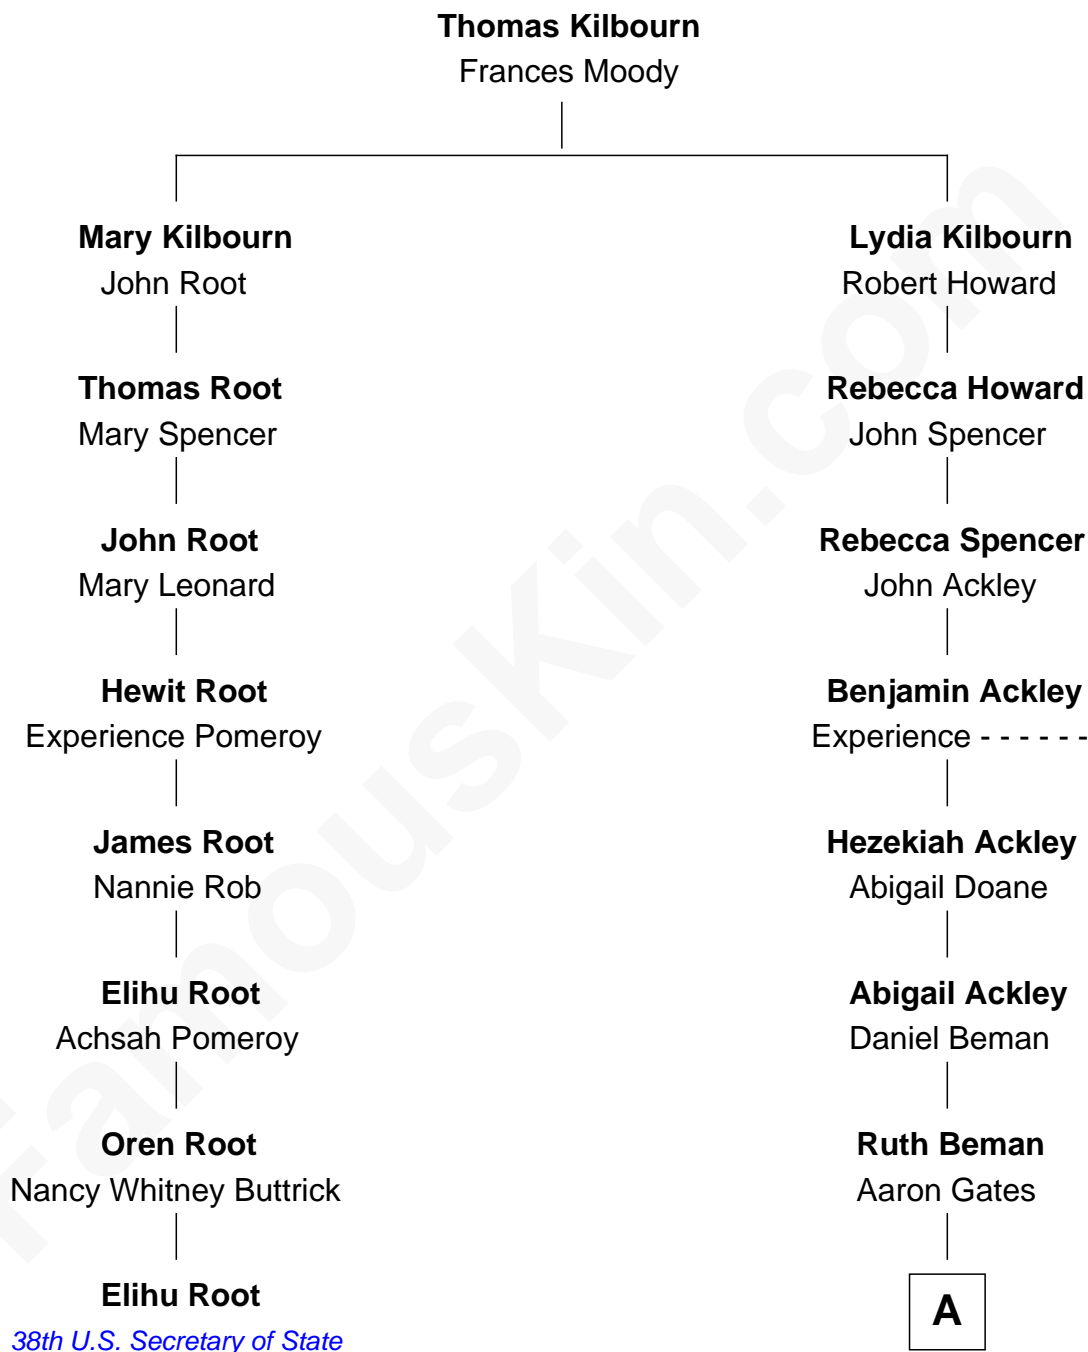 Thomas Kilbourn
Frances Moody
Mary Kilbourn
John Root
Lydia Kilbourn
Robert Howard
Thomas Root
Mary Spencer
Rebecca Howard
John Spencer
John Root
Mary Leonard
Rebecca Spencer
John Ackley
Hewit Root
Experience Pomeroy
Benjamin Ackley
Experience - - - - - -
James Root
Nannie Rob
Hezekiah Ackley
Abigail Doane
Elihu Root
Achsah Pomeroy
Abigail Ackley
Daniel Beman
Oren Root
Nancy Whitney Buttrick
Ruth Beman
Aaron Gates
Elihu Root
38th U.S. Secretary of State
A
FamousKin.com